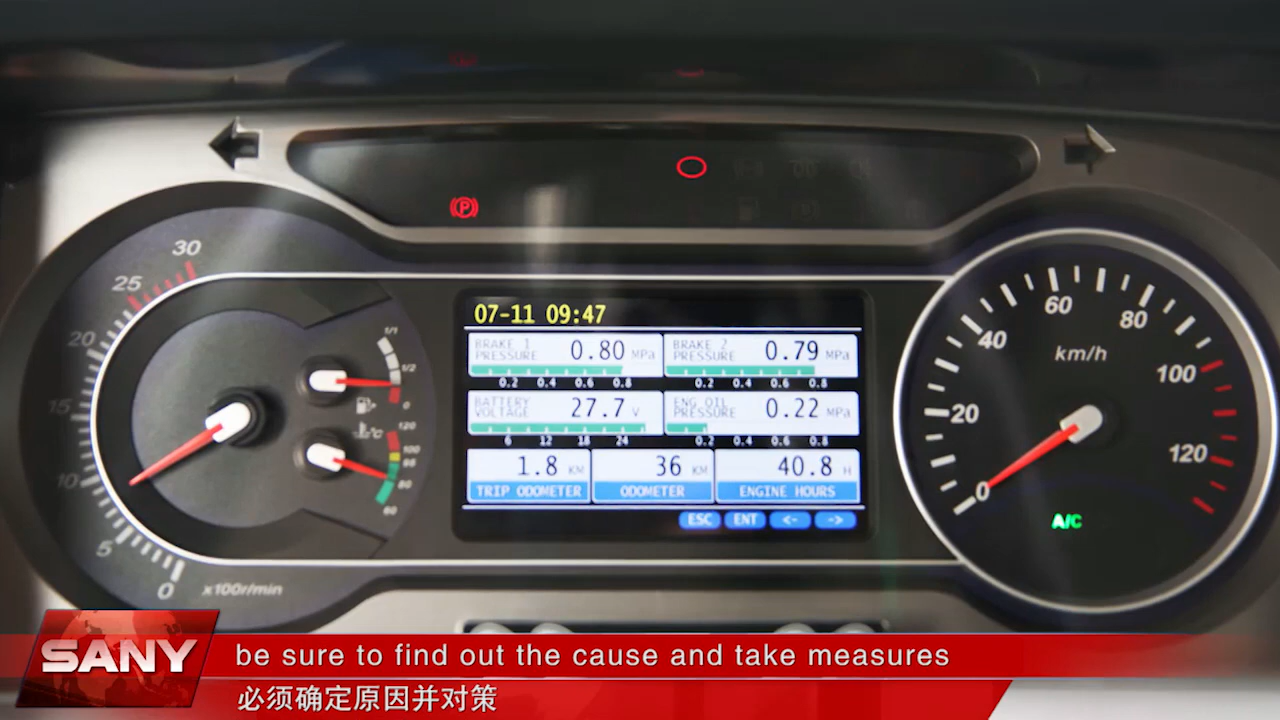 30
25
20
15
10
5
0
x100r/min
1/1
1/2
0
120
100
80
60
P
07-11 09:47
BRAKE 1 PRESSURE 0.80 MPa
0.2 0.4 0.6 0.8
BRAKE 2 PRESSURE 0.79 MPa
0.2 0.4 0.6 0.8
BATTERY VOLTAGE 27.7 V
6 12 18 24
ENG OIL PRESSURE 0.22 MPa
0.2 0.4 0.6 0.8
1.8 KM
TRIP ODOMETER
36 KM
ODOMETER
40.8 H
ENGINE HOURS
ESC ENT <- ->
0
20
40
60
80
100
120
km/h
A/C
SANY
be sure to find out the cause and take measures
必须确定原因并对策